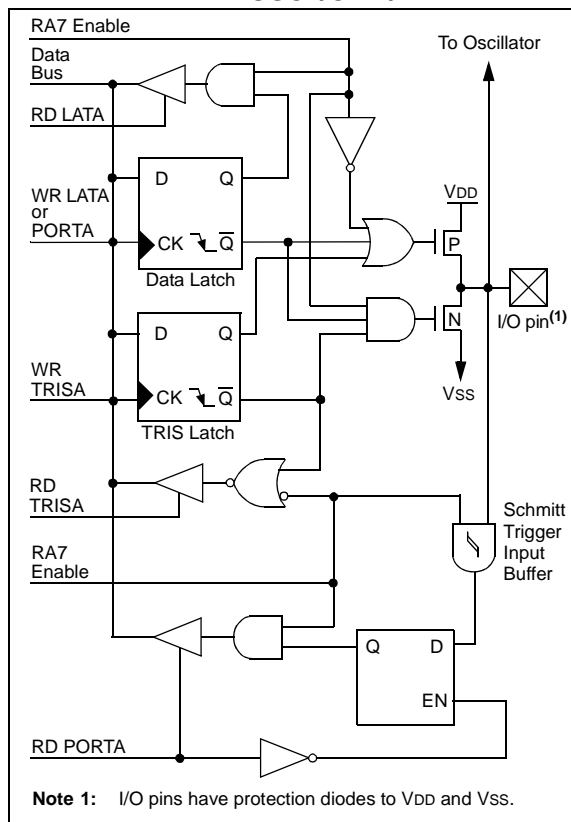 RA7 Enable
Data
Bus
To Oscillator
RD LATA
D Q
WR LATA
or
PORTA
CK Q̅
Data Latch
VDD
P
I/O pin(1)
N
VSS
D Q
WR
TRISA
CK Q̅
TRIS Latch
RD
TRISA
Schmitt
Trigger
Input
Buffer
RA7
Enable
Q D
EN
RD PORTA
Note 1: I/O pins have protection diodes to VDD and VSS.